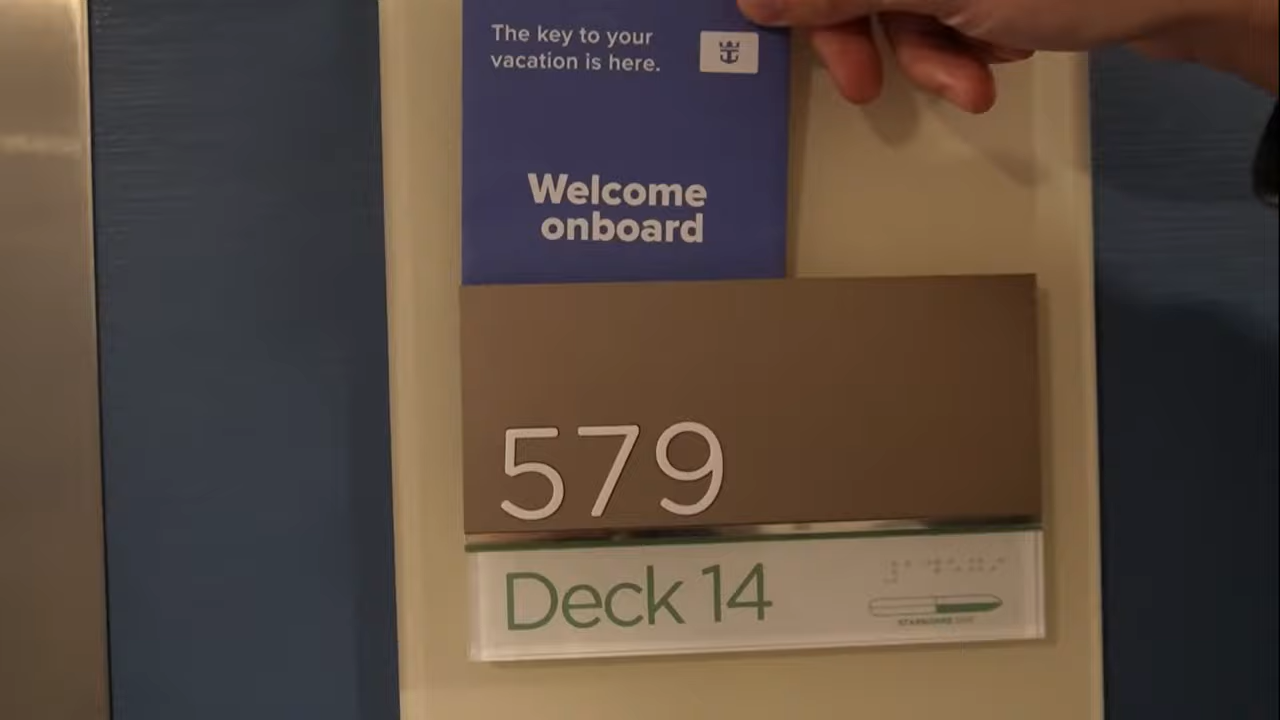 The key to your
vacation is here.
Welcome
onboard
579
Deck 14